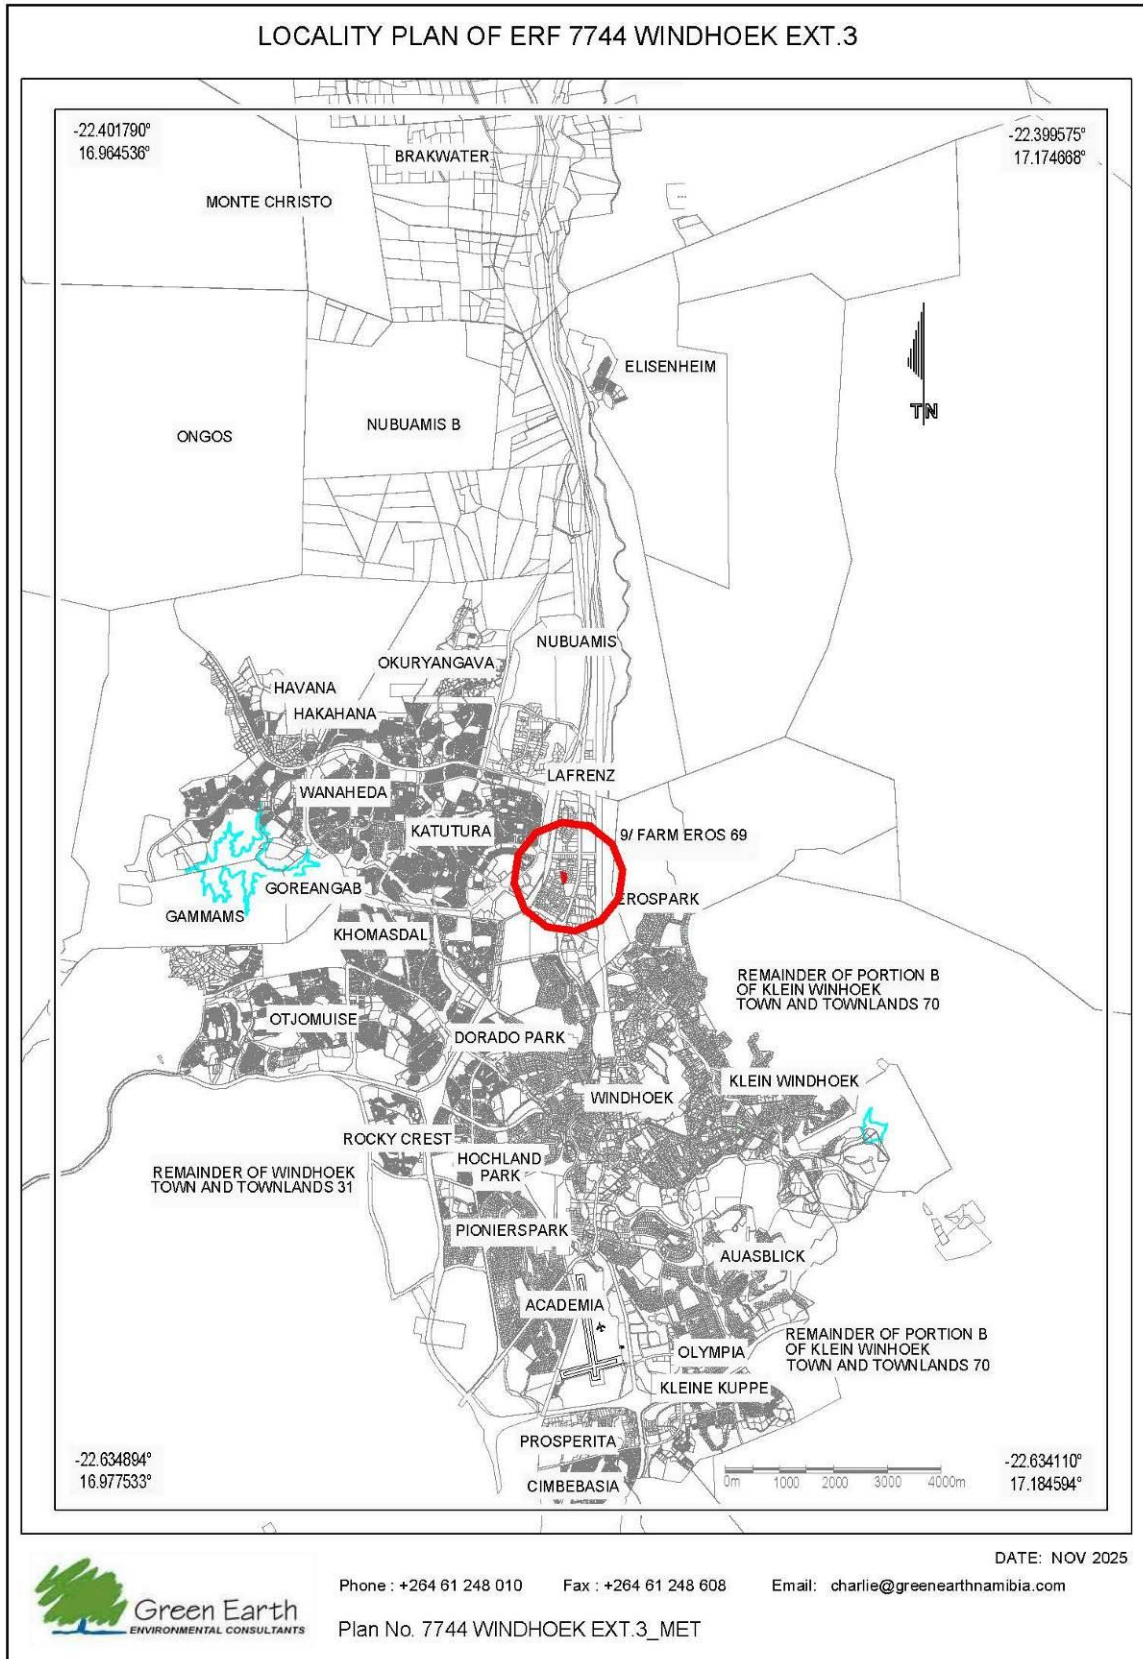 LOCALITY PLAN OF ERF 7744 WINDHOEK EXT.3
-22.401790°
16.964536°
-22.399575°
17.174668°
BRAKWATER
MONTE CHRISTO
ELISENHEIM
TN
NUBUAMIS B
ONGOS
NUBUAMIS
OKURYANGAVA
HAVANA
HAKAHANA
LAFRENZ
WANAHEDA
KATUTURA
9/ FARM EROS 69
GOREANGAB
EROSPARK
GAMMAMS
KHOMASDAL
REMAINDER OF PORTION B
OF KLEIN WINHOEK
TOWN AND TOWNLANDS 70
OTJOMUISE
DORADO PARK
KLEIN WINDHOEK
WINDHOEK
ROCKY CREST
HOCHLAND
PARK
REMAINDER OF WINDHOEK
TOWN AND TOWNLANDS 31
PIONIERSPARK
AUASBLICK
ACADEMIA
REMAINDER OF PORTION B
OF KLEIN WINHOEK
TOWN AND TOWNLANDS 70
OLYMPIA
KLEINE KUPPE
PROSPERITA
CIMBEBASIA
-22.634894°
16.977533°
0m 1000 2000 3000 4000m
-22.634110°
17.184594°
DATE: NOV 2025
Phone : +264 61 248 010 Fax : +264 61 248 608 Email: charlie@greenearthnamibia.com
Green Earth
ENVIRONMENTAL CONSULTANTS
Plan No. 7744 WINDHOEK EXT.3_MET